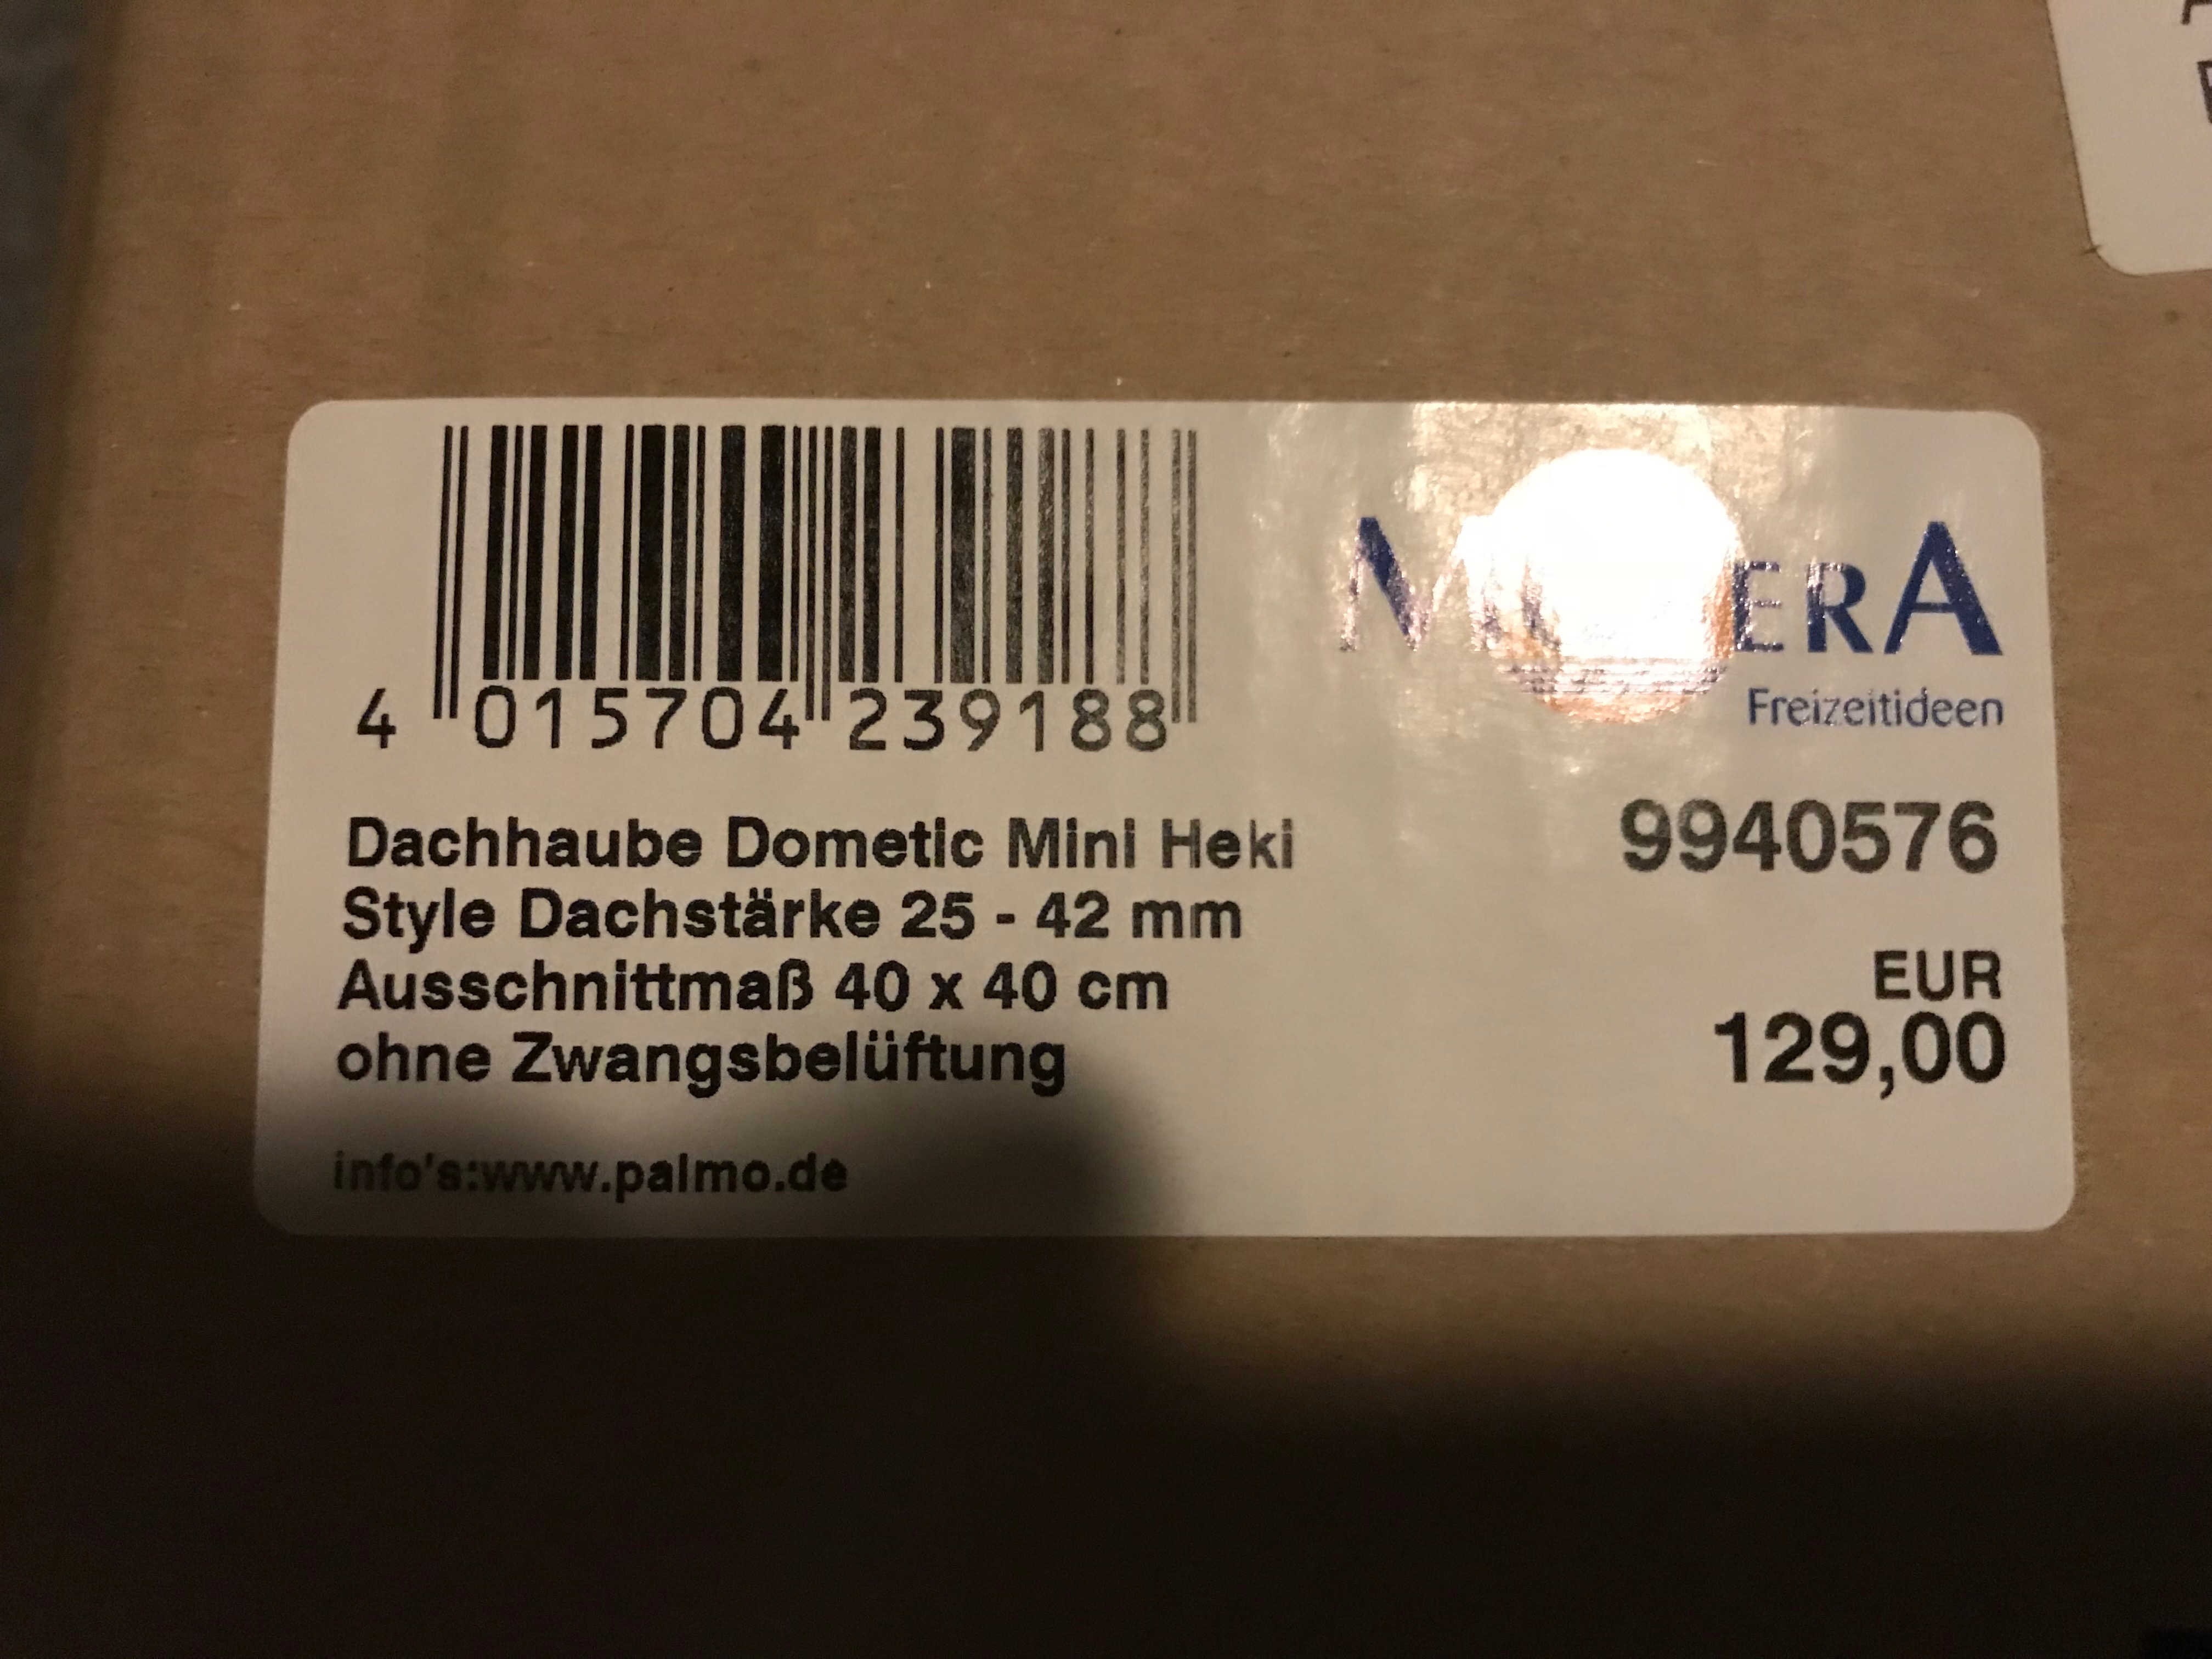 4 015704 239188
Freizeitideen
Dachhaube Dometic Mini Heki
Style Dachstärke 25 - 42 mm
Ausschnittmaß 40 x 40 cm
ohne Zwangsbelüftung
info's:www.palmo.de
9940576
EUR
129,00